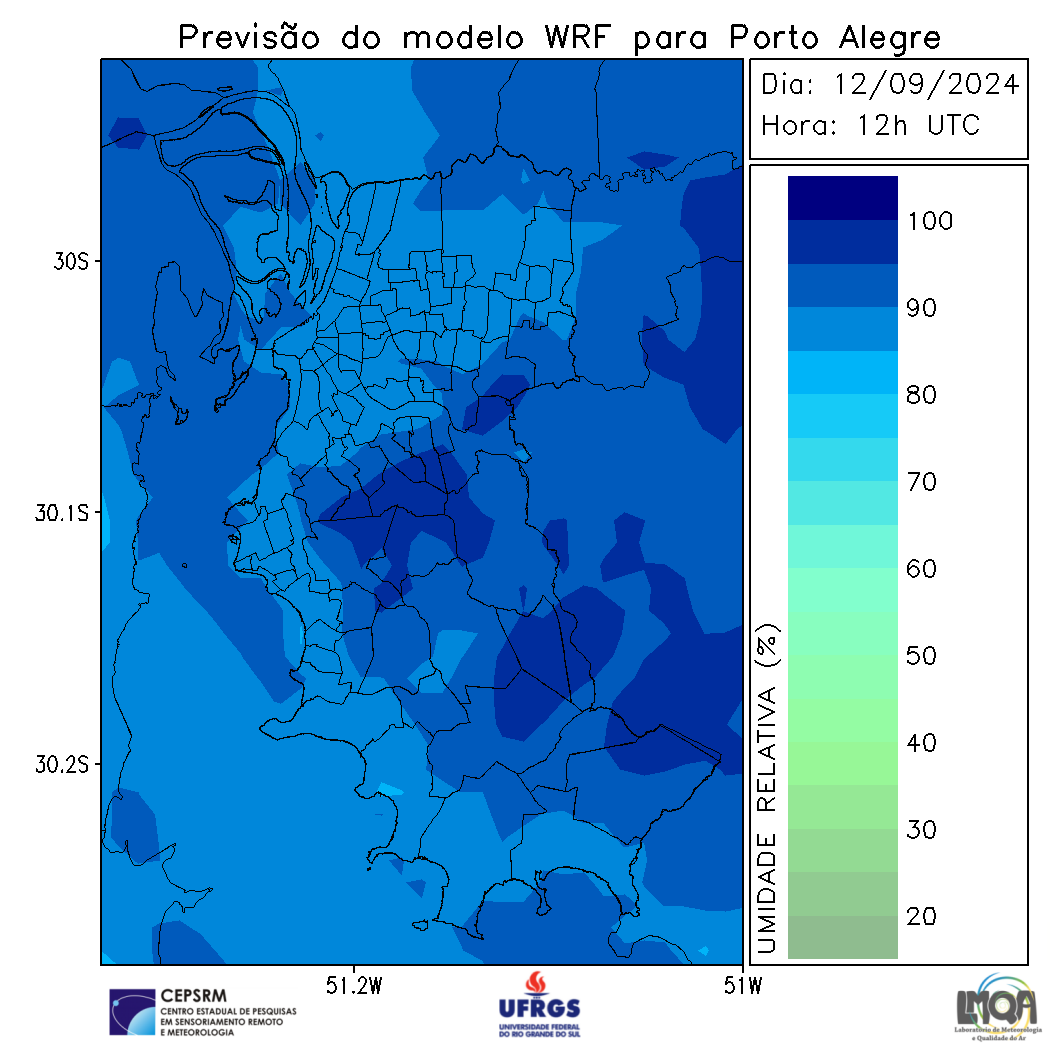 Previsão do modelo WRF para Porto Alegre
Dia: 12/09/2024
Hora: 12h UTC
30S
30.1S
30.2S
51.2W
51W
UMIDADE RELATIVA (%)
100
90
80
70
60
50
40
30
20
CEPSRM
CENTRO ESTADUAL DE PESQUISAS
EM SENSORIAMENTO REMOTO
E METEOROLOGIA
UFRGS
UNIVERSIDADE FEDERAL
DO RIO GRANDE DO SUL
LMQA
Laboratório de Meteorologia
e Qualidade do Ar